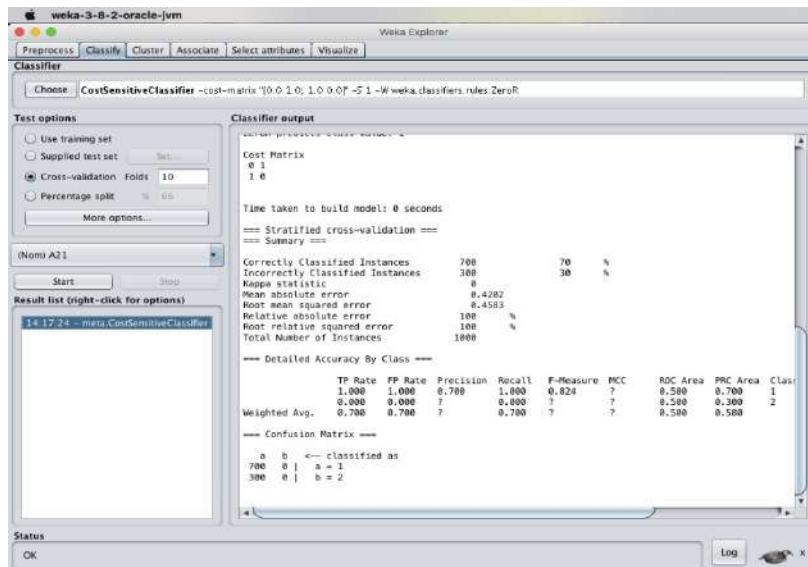 weka-3-8-2-oracle-jvm
Weka Explorer
Preprocess Classify Cluster Associate Select attributes Visualize
Classifier
Choose CostSensitiveClassifier -cost-matrix "[0.0 1.0; 1.0 0.0]" -S 1 -W weka.classifiers.rules.ZeroR
Test options
Use training set
Supplied test set Set...
Cross-validation Folds 10
Percentage split % 66
More options...
(Nom) A21
Start Stop
Result list (right-click for options)
14:17:24 - meta.CostSensitiveClassifier
Classifier output
ZeroR predicts class value: 1
Cost Matrix
0 1
1 0
Time taken to build model: 0 seconds
=== Stratified cross-validation ===
=== Summary ===
Correctly Classified Instances 700 70 %
Incorrectly Classified Instances 300 30 %
Kappa statistic 0
Mean absolute error 0.4202
Root mean squared error 0.4583
Relative absolute error 100 %
Root relative squared error 100 %
Total Number of Instances 1000
=== Detailed Accuracy By Class ===
TP Rate FP Rate Precision Recall F-Measure MCC ROC Area PRC Area Clas
1.000 1.000 0.700 1.000 0.824 ? 0.500 0.700 1
0.000 0.000 ? 0.000 ? ? 0.500 0.300 2
Weighted Avg. 0.700 0.700 ? 0.700 ? ? 0.500 0.580
=== Confusion Matrix ===
a b <-- classified as
700 0 | a = 1
300 0 | b = 2
Status
OK
Log
x